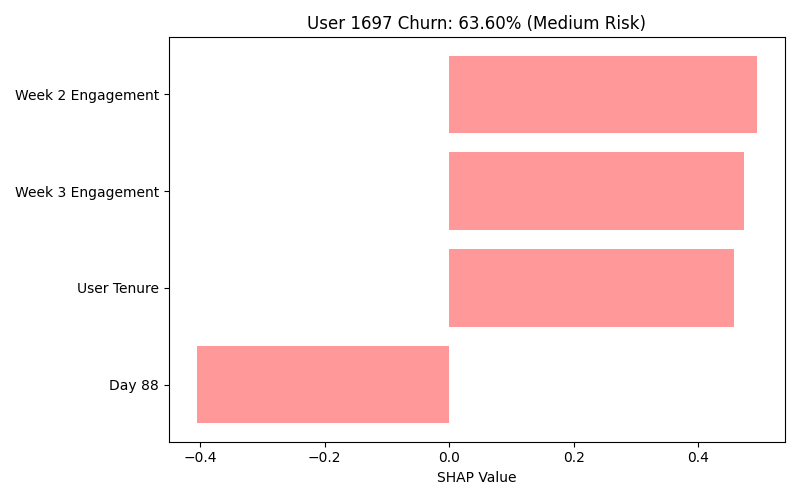 User 1697 Churn: 63.60% (Medium Risk)
Week 2 Engagement
Week 3 Engagement
User Tenure
Day 88
−0.4 −0.2 0.0 0.2 0.4
SHAP Value